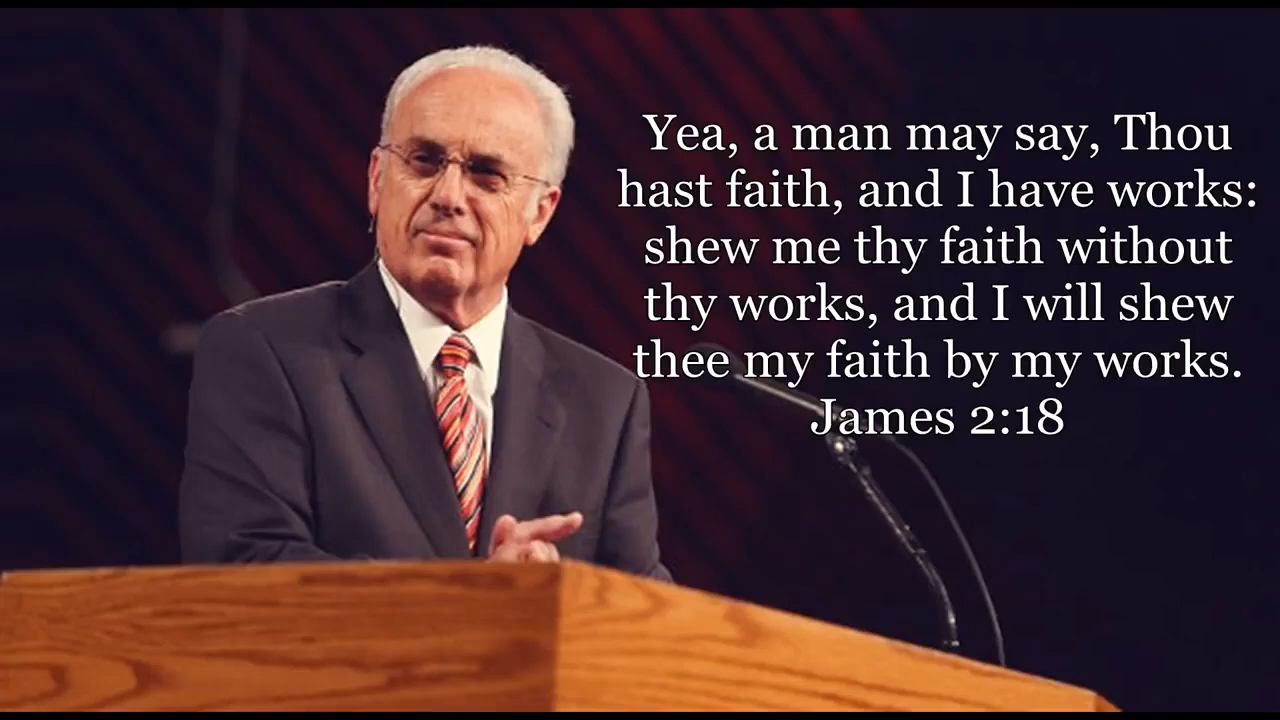 Yea, a man may say, Thou
hast faith, and I have works:
shew me thy faith without
thy works, and I will shew
thee my faith by my works.
James 2:18